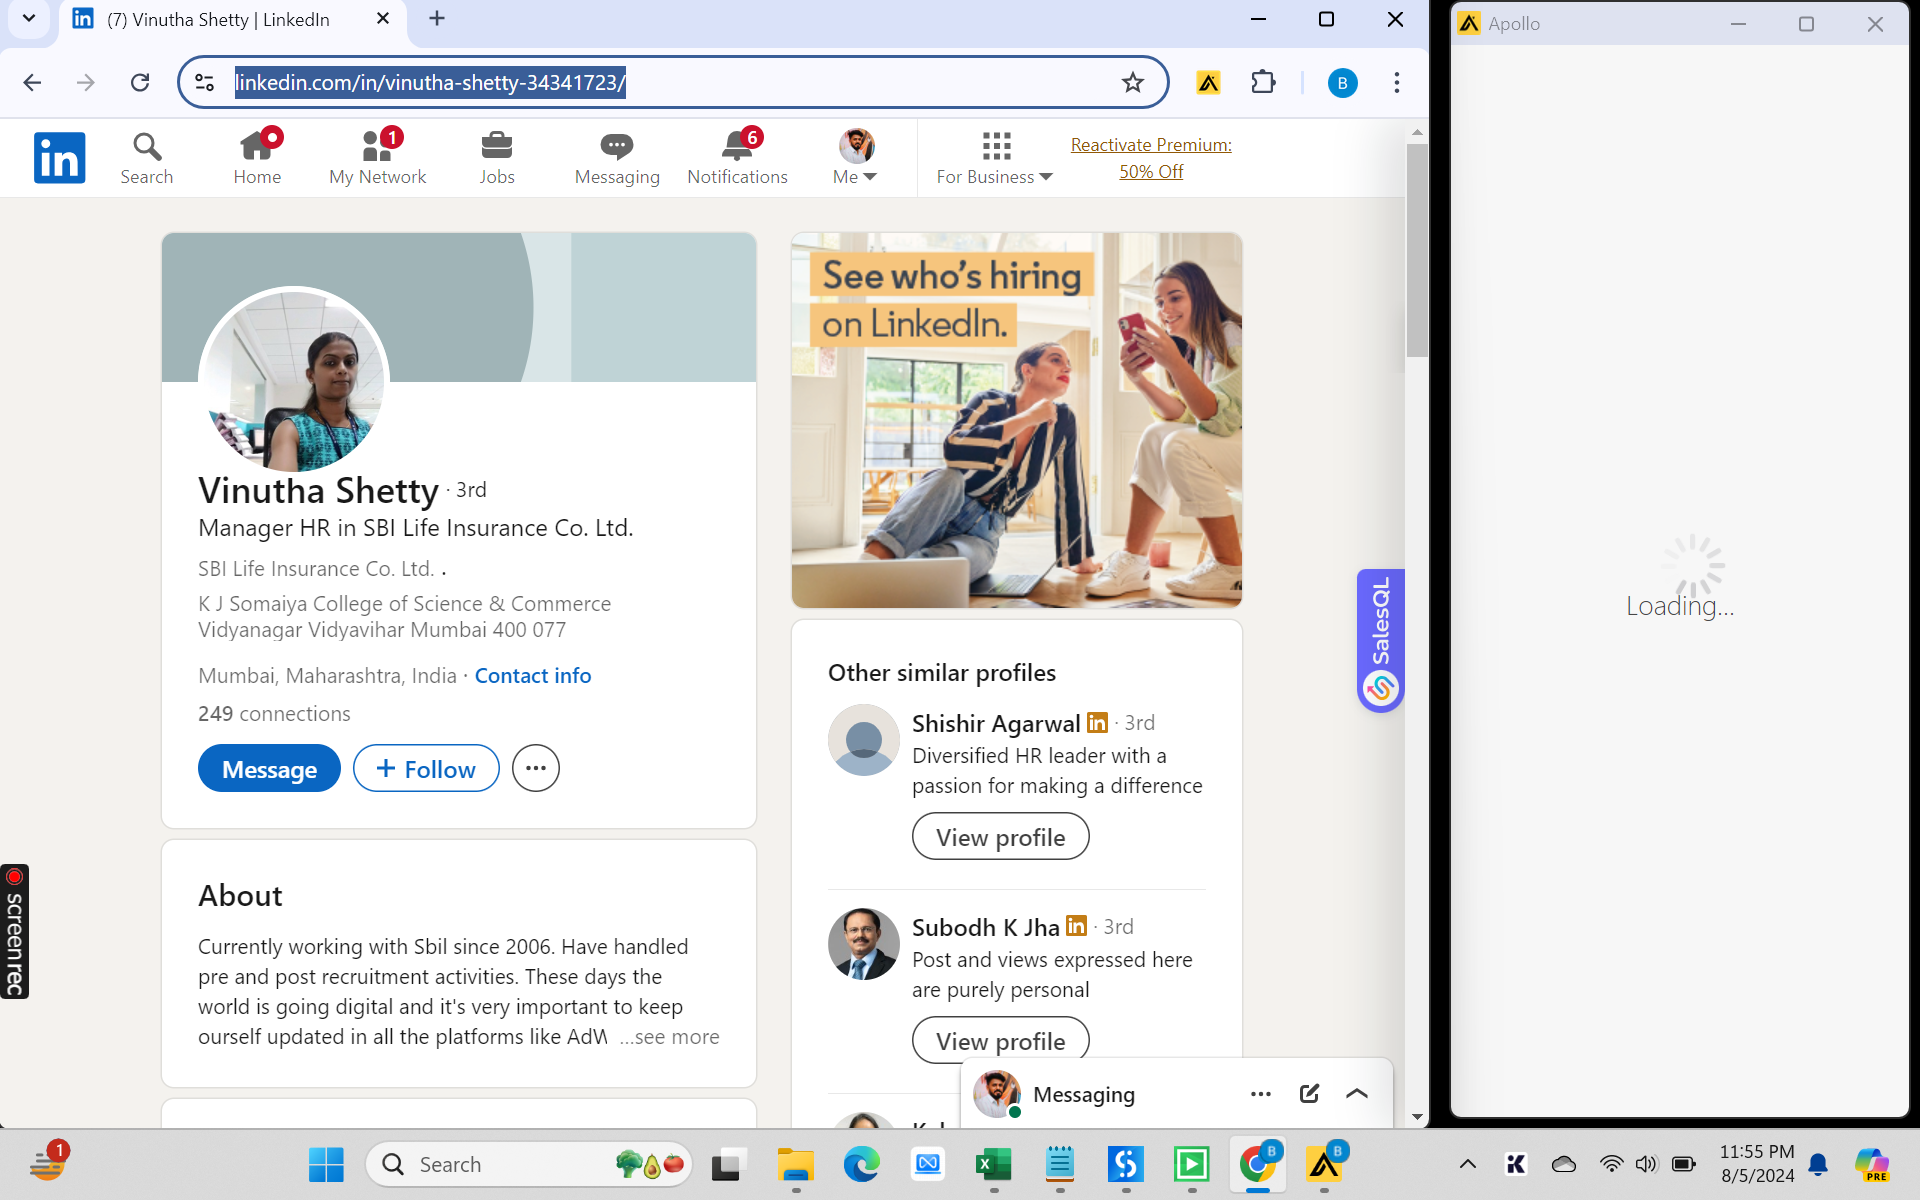 (7) Vinutha Shetty | LinkedIn
Apollo
linkedin.com/in/vinutha-shetty-34341723/
B
in
Search
Home
1
My Network
Jobs
Messaging
6
Notifications
Me
For Business
Reactivate Premium:
50% Off
See who's hiring
on LinkedIn.
Vinutha Shetty · 3rd
Manager HR in SBI Life Insurance Co. Ltd.
SBI Life Insurance Co. Ltd. .
K J Somaiya College of Science & Commerce
Vidyanagar Vidyavihar Mumbai 400 077
Mumbai, Maharashtra, India · Contact info
249 connections
Message
+ Follow
About
Currently working with Sbil since 2006. Have handled
pre and post recruitment activities. These days the
world is going digital and it's very important to keep
ourself updated in all the platforms like AdW ...see more
Other similar profiles
Shishir Agarwal in · 3rd
Diversified HR leader with a
passion for making a difference
View profile
Subodh K Jha in · 3rd
Post and views expressed here
are purely personal
View profile
SalesQL
Loading...
screen rec
Messaging
1
Search
B
B
11:55 PM
8/5/2024
PRE